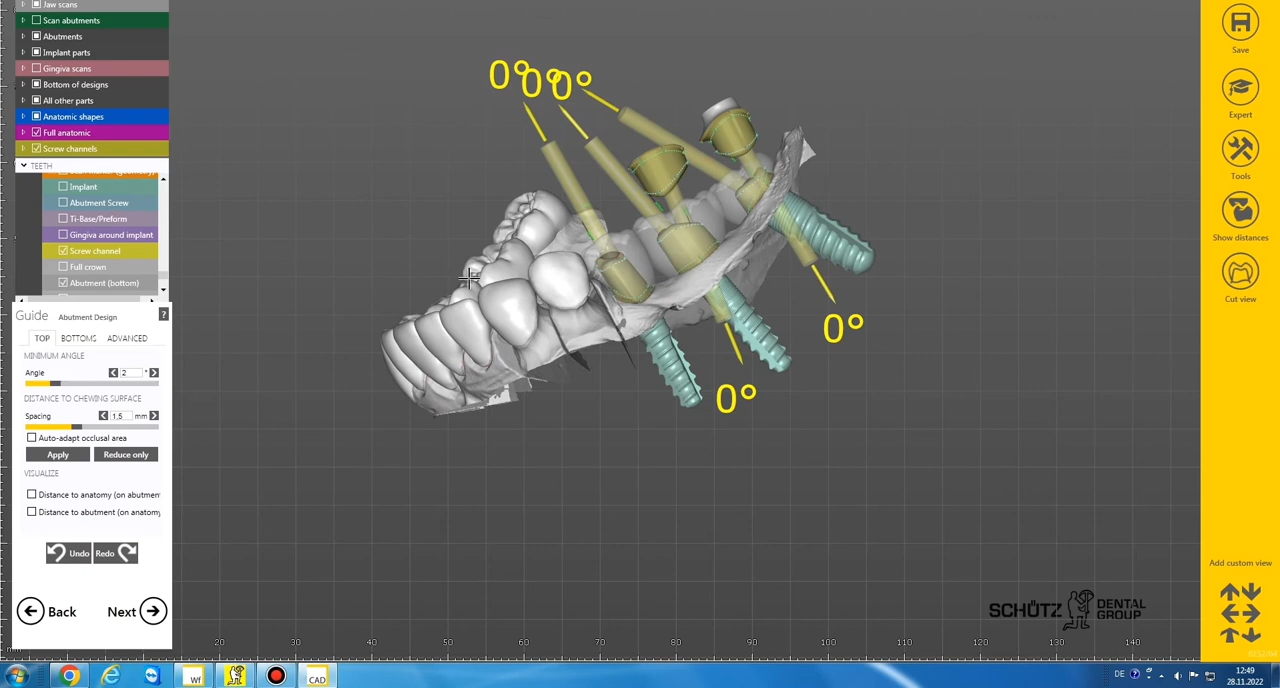 Jaw scans
Scan abutments
Abutments
Implant parts
Gingiva scans
Bottom of designs
All other parts
Anatomic shapes
Full anatomic
Screw channels
TEETH
Implant
Abutment Screw
Ti-Base/Preform
Gingiva around implant
Screw channel
Full crown
Abutment (bottom)
Guide Abutment Design ?
TOP BOTTOMS ADVANCED
MINIMUM ANGLE
Angle 2 °
DISTANCE TO CHEWING SURFACE
Spacing 1,5 mm
Auto-adapt occlusal area
Apply Reduce only
VISUALIZE
Distance to anatomy (on abutmen
Distance to abutment (on anatomy
Undo Redo
Back Next
0° 0° 0°
0°
0°
Save
Expert
Tools
Show distances
Cut view
Add custom view
SCHÜTZ DENTAL GROUP
mm 20 30 40 50 60 70 80 90 100 110 120 130 140
wf CAD
DE 12:49
28.11.2022